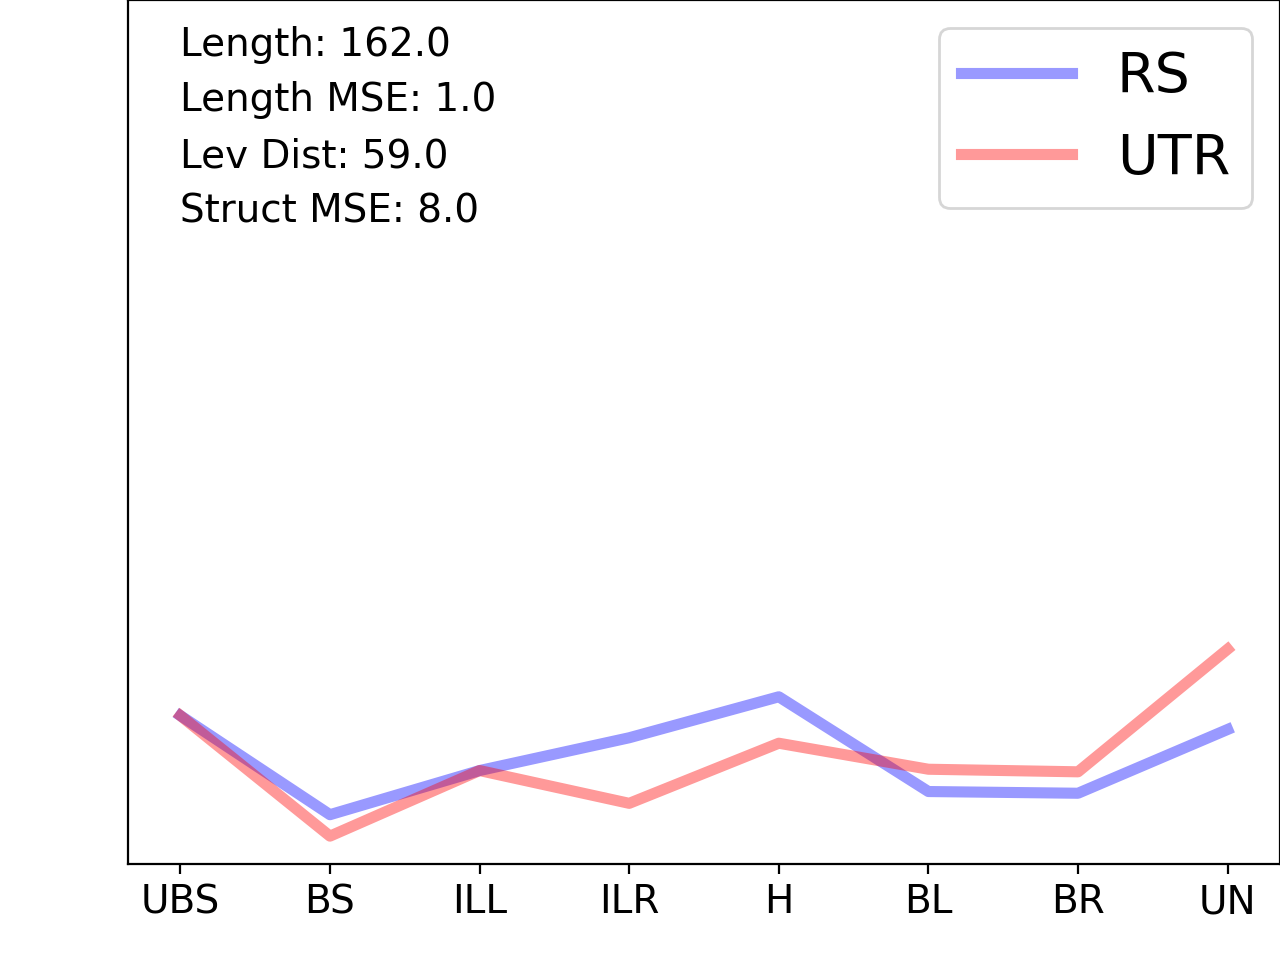 Length: 162.0
Length MSE: 1.0
Lev Dist: 59.0
Struct MSE: 8.0
RS
UTR
UBS BS ILL ILR H BL BR UN